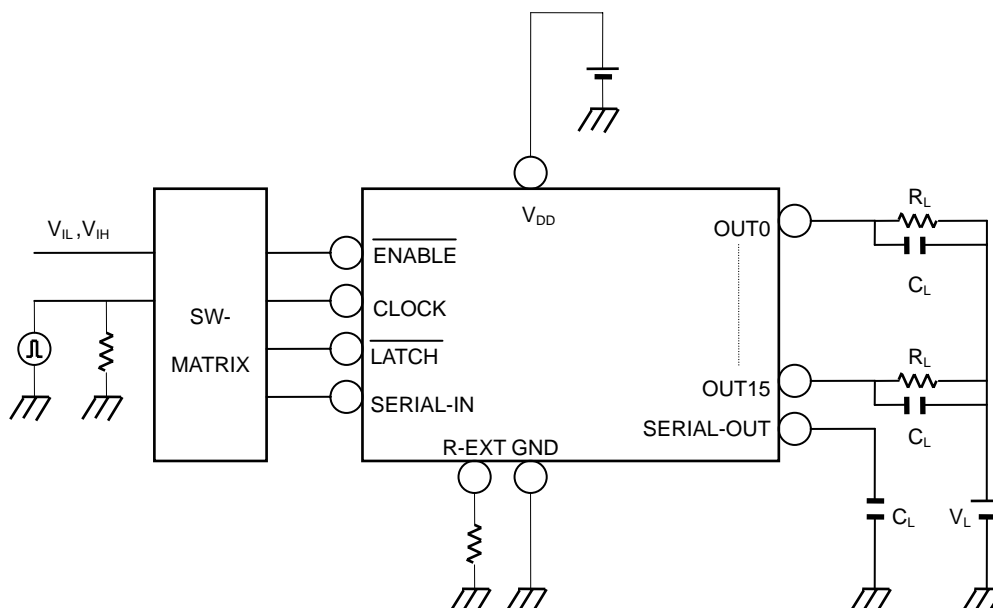 V_DD
V_IL ,V_IH
SW-
MATRIX
ENABLE
CLOCK
LATCH
SERIAL-IN
R-EXT GND
OUT0
OUT15
SERIAL-OUT
R_L
C_L
R_L
C_L
C_L
V_L